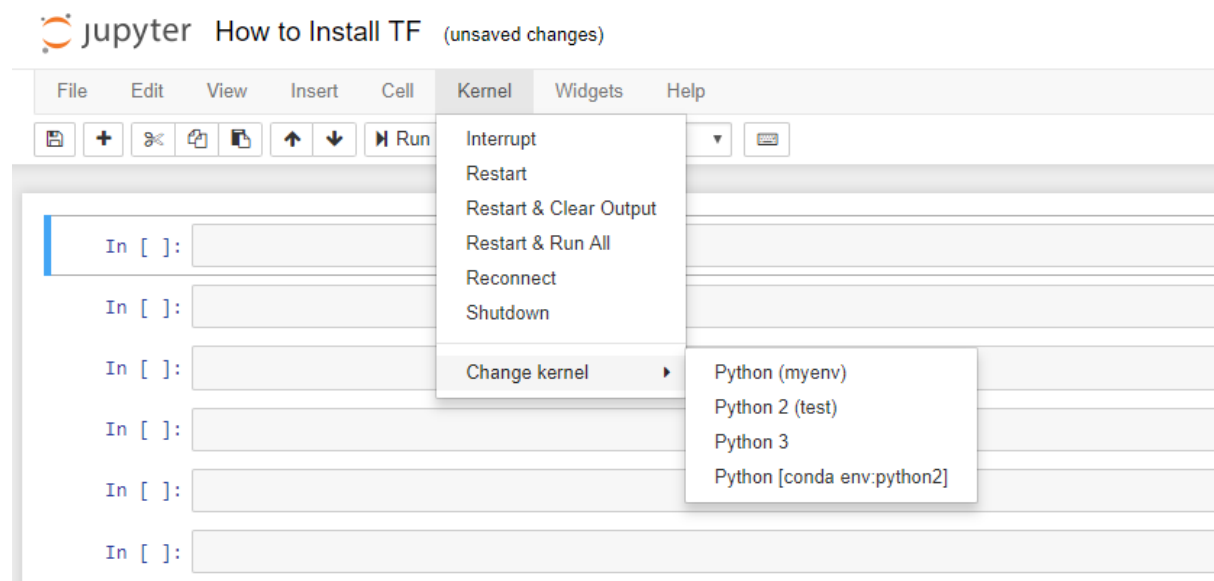 jupyter How to Install TF (unsaved changes)
File Edit View Insert Cell Kernel Widgets Help
Run
Interrupt
Restart
Restart & Clear Output
Restart & Run All
Reconnect
Shutdown
Change kernel
Python (myenv)
Python 2 (test)
Python 3
Python [conda env:python2]
In [ ]:
In [ ]:
In [ ]:
In [ ]:
In [ ]:
In [ ]: